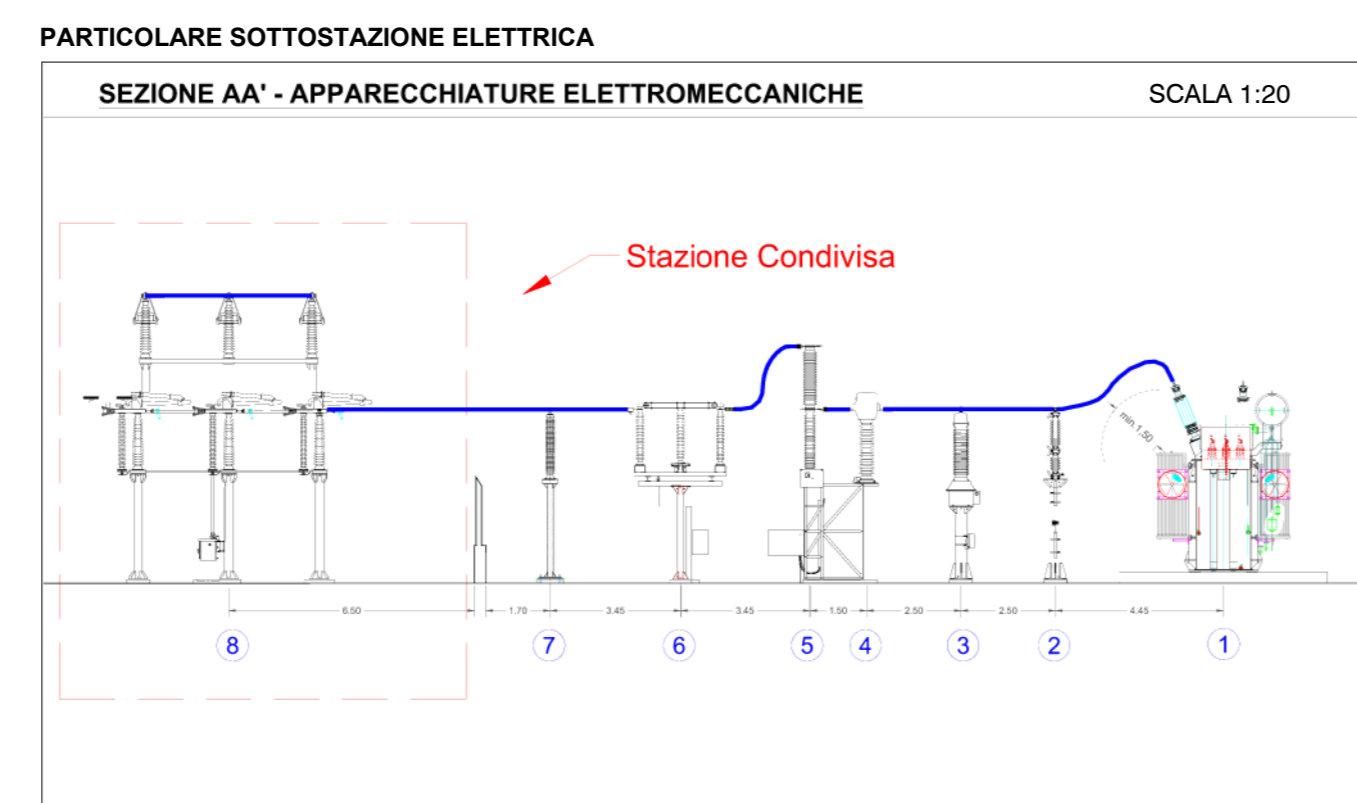 PARTICOLARE SOTTOSTAZIONE ELETTRICA
SEZIONE AA' - APPARECCHIATURE ELETTROMECCANICHE SCALA 1:20
Stazione Condivisa
min.1.50
6.50 1.70 3.45 3.45 1.50 2.50 2.50 4.45
8 7 6 5 4 3 2 1